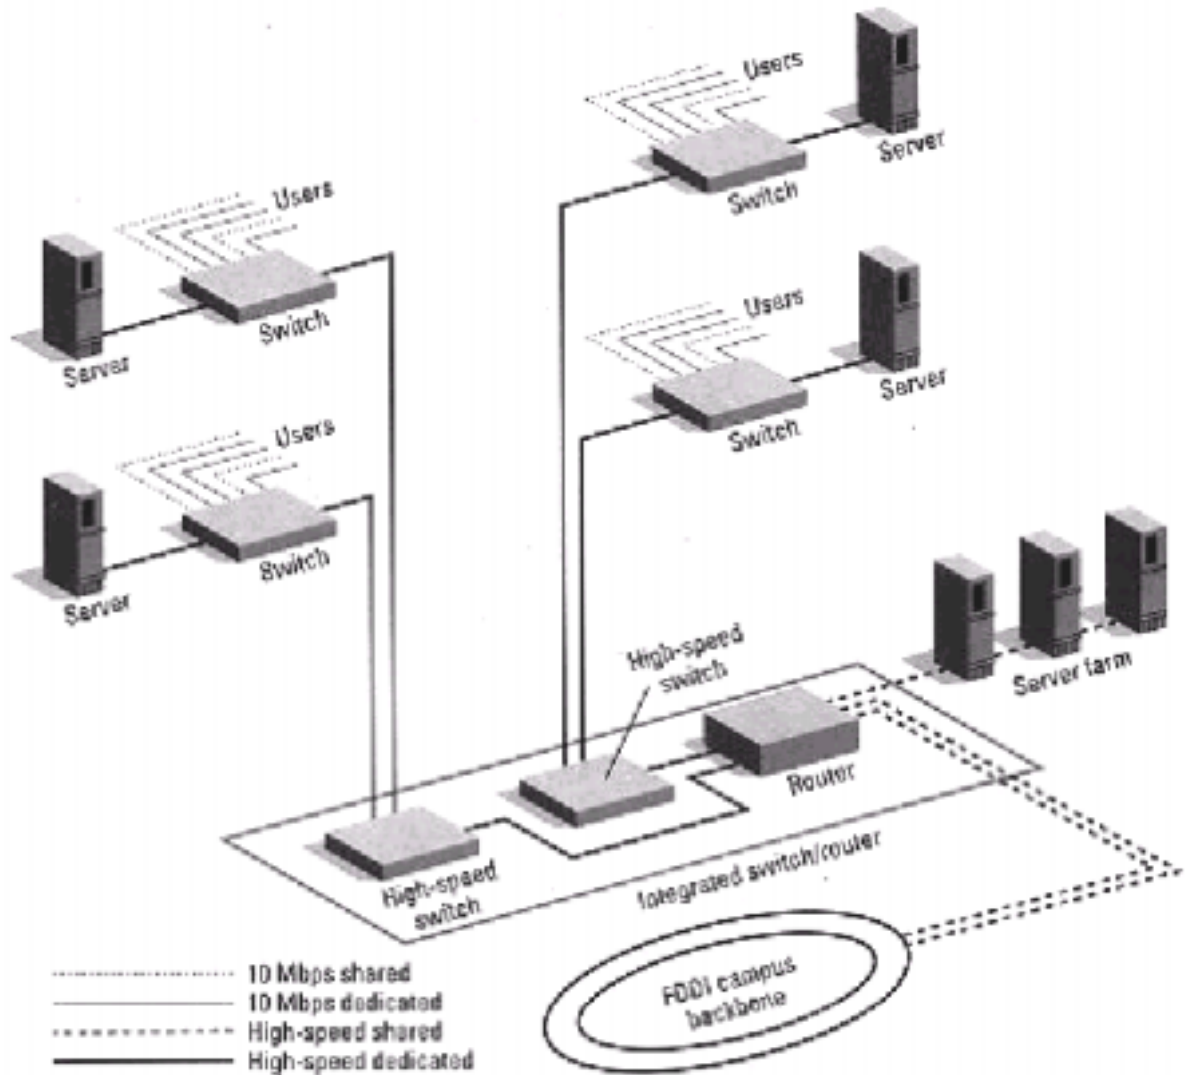 Users
Server
Switch
Users
Server
Switch
Users
Server
Switch
Users
Server
Switch
High-speed
switch
Server farm
Router
Integrated switch/router
High-speed
switch
FDDI campus
backbone
10 Mbps shared
10 Mbps dedicated
High-speed shared
High-speed dedicated